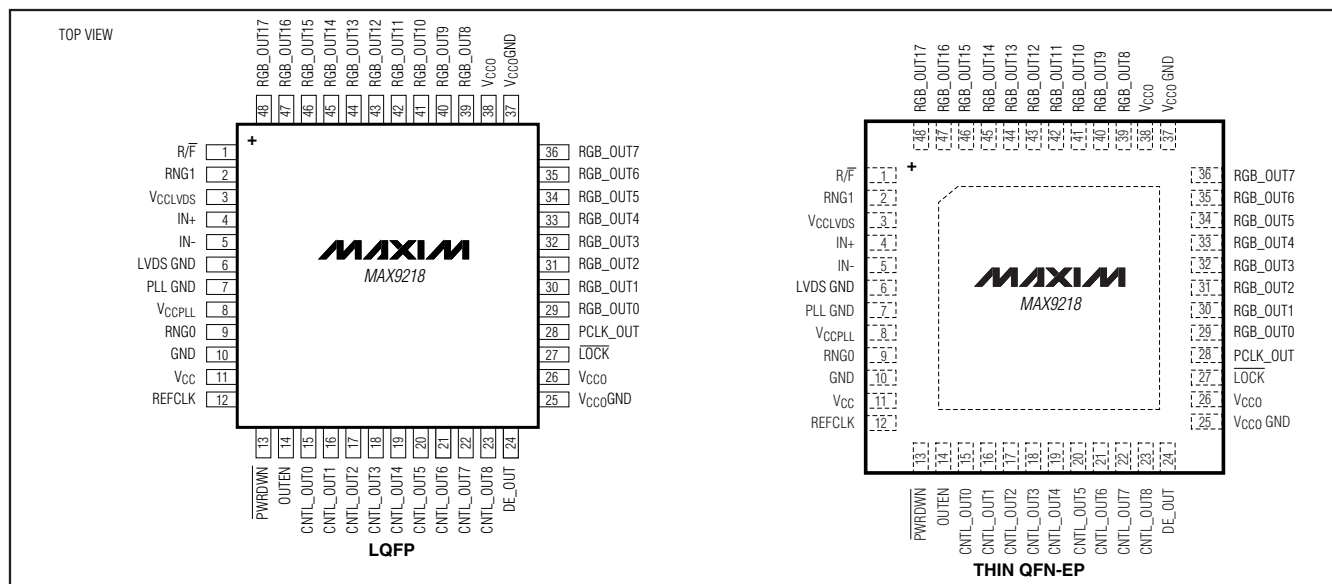 TOP VIEW
RGB_OUT17
RGB_OUT16
RGB_OUT15
RGB_OUT14
RGB_OUT13
RGB_OUT12
RGB_OUT11
RGB_OUT10
RGB_OUT9
RGB_OUT8
VCCO
VCCOGND
48 47 46 45 44 43 42 41 40 39 38 37
+
R/F̅ 1
RNG1 2
VCCLVDS 3
IN+ 4
IN- 5
LVDS GND 6
PLL GND 7
VCCPLL 8
RNG0 9
GND 10
VCC 11
REFCLK 12
MAXIM
MAX9218
36 RGB_OUT7
35 RGB_OUT6
34 RGB_OUT5
33 RGB_OUT4
32 RGB_OUT3
31 RGB_OUT2
30 RGB_OUT1
29 RGB_OUT0
28 PCLK_OUT
27 L̅O̅C̅K̅
26 VCCO
25 VCCOGND
13 14 15 16 17 18 19 20 21 22 23 24
P̅W̅R̅D̅W̅N̅
OUTEN
CNTL_OUT0
CNTL_OUT1
CNTL_OUT2
CNTL_OUT3
CNTL_OUT4
CNTL_OUT5
CNTL_OUT6
CNTL_OUT7
CNTL_OUT8
DE_OUT
LQFP
RGB_OUT17
RGB_OUT16
RGB_OUT15
RGB_OUT14
RGB_OUT13
RGB_OUT12
RGB_OUT11
RGB_OUT10
RGB_OUT9
RGB_OUT8
VCCO
VCCO GND
48 47 46 45 44 43 42 41 40 39 38 37
+
R/F̅ 1
RNG1 2
VCCLVDS 3
IN+ 4
IN- 5
LVDS GND 6
PLL GND 7
VCCPLL 8
RNG0 9
GND 10
VCC 11
REFCLK 12
MAXIM
MAX9218
36 RGB_OUT7
35 RGB_OUT6
34 RGB_OUT5
33 RGB_OUT4
32 RGB_OUT3
31 RGB_OUT2
30 RGB_OUT1
29 RGB_OUT0
28 PCLK_OUT
27 L̅O̅C̅K̅
26 VCCO
25 VCCO GND
13 14 15 16 17 18 19 20 21 22 23 24
P̅W̅R̅D̅W̅N̅
OUTEN
CNTL_OUT0
CNTL_OUT1
CNTL_OUT2
CNTL_OUT3
CNTL_OUT4
CNTL_OUT5
CNTL_OUT6
CNTL_OUT7
CNTL_OUT8
DE_OUT
THIN QFN-EP